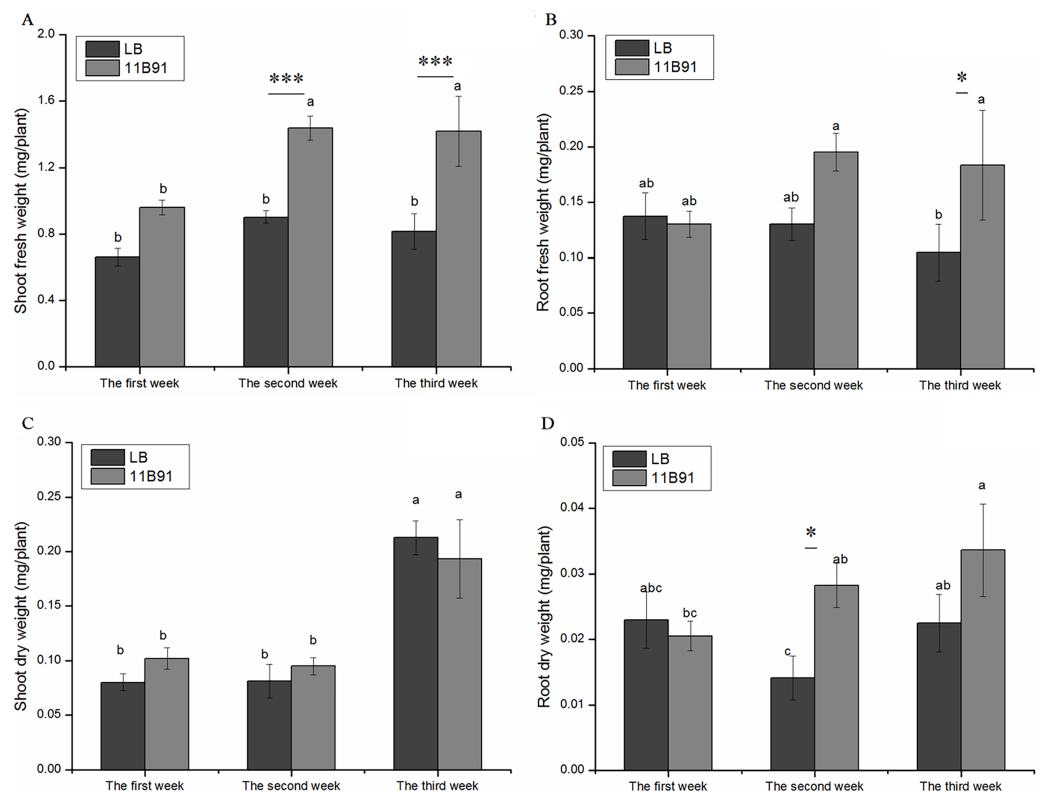 A
Shoot fresh weight (mg/plant)
2.0
1.6
1.2
0.8
0.4
0.0
LB
11B91
***
***
a
a
b
b
b
b
The first week
The second week
The third week
B
Root fresh weight (mg/plant)
0.30
0.25
0.20
0.15
0.10
0.05
0.00
LB
11B91
*
a
a
ab
ab
ab
b
The first week
The second week
The third week
C
Shoot dry weight (mg/plant)
0.30
0.25
0.20
0.15
0.10
0.05
0.00
LB
11B91
a
a
b
b
b
b
The first week
The second week
The third week
D
Root dry weight (mg/plant)
0.05
0.04
0.03
0.02
0.01
0.00
LB
11B91
*
a
ab
abc
ab
bc
c
The first week
The second week
The third week